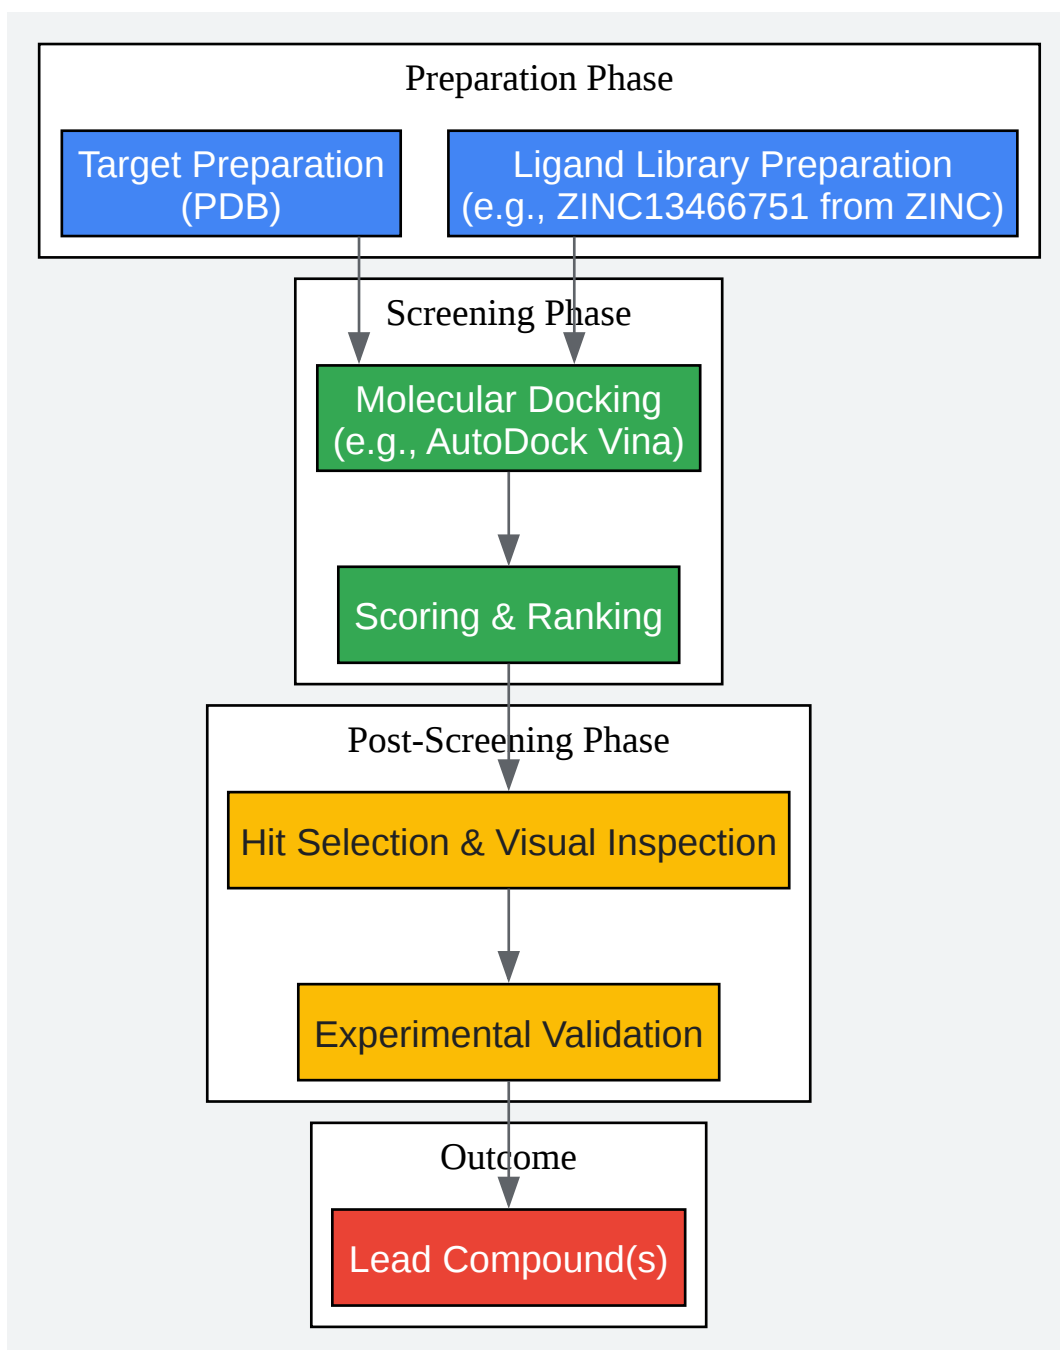 Preparation Phase
Target Preparation
(PDB)
Ligand Library Preparation
(e.g., ZINC13466751 from ZINC)
Screening Phase
Molecular Docking
(e.g., AutoDock Vina)
Scoring & Ranking
Post-Screening Phase
Hit Selection & Visual Inspection
Experimental Validation
Outcome
Lead Compound(s)